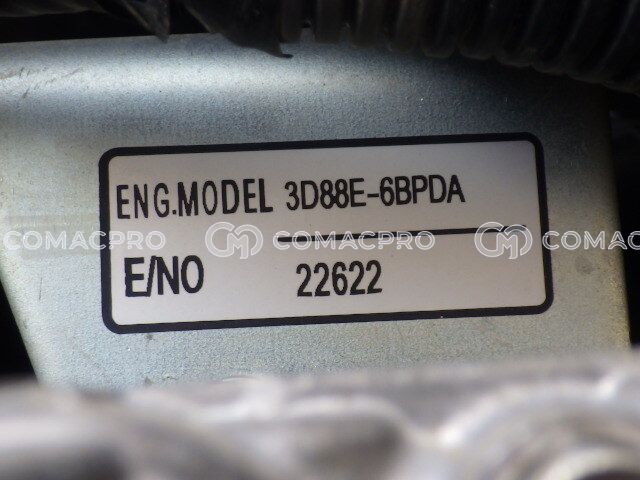 ENG.MODEL 3D88E-6BPDA
COMACPRO COMACPRO COMACPRO
E/NO 22622